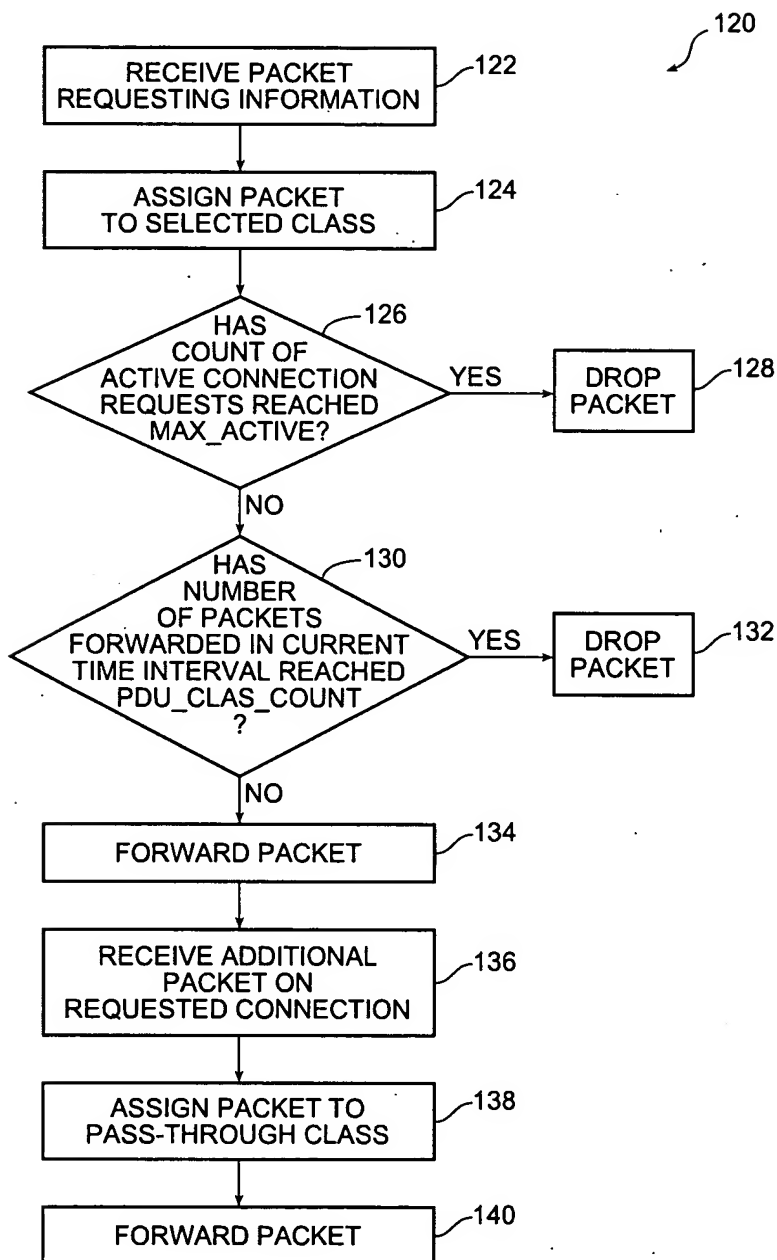 120
RECEIVE PACKET
REQUESTING INFORMATION
122
ASSIGN PACKET
TO SELECTED CLASS
124
HAS
COUNT OF
ACTIVE CONNECTION
REQUESTS REACHED
MAX_ACTIVE?
126
YES
DROP
PACKET
128
NO
HAS
NUMBER
OF PACKETS
FORWARDED IN CURRENT
TIME INTERVAL REACHED
PDU_CLAS_COUNT
?
130
YES
DROP
PACKET
132
NO
FORWARD PACKET
134
RECEIVE ADDITIONAL
PACKET ON
REQUESTED CONNECTION
136
ASSIGN PACKET TO
PASS-THROUGH CLASS
138
FORWARD PACKET
140